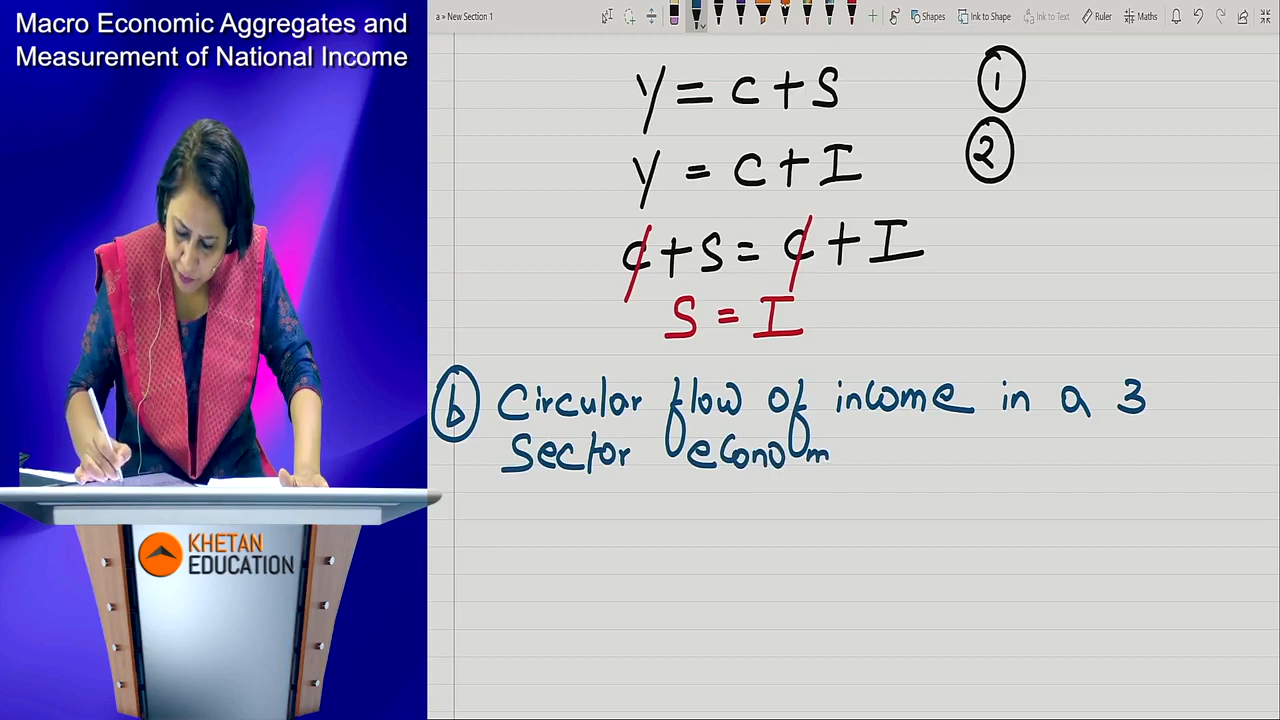 Macro Economic Aggregates and
Measurement of National Income
a » New Section 1
Shapes
Ink to Shape
Ink to Text
Ruler
Maths
y = C + S ①
y = C + I ②
C + S = C + I
S = I
ⓑ Circular flow of income in a 3
Sector econom
KHETAN
EDUCATION